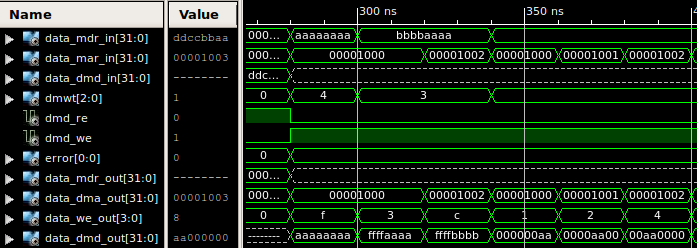 Name Value 300 ns 350 ns 4
data_mdr_in[31:0] ddccbbaa 000... aaaaaaaa bbbbaaaa
data_mar_in[31:0] 00001003 000... 00001000 00001002 00001000 00001001 00001002
data_dmd_in[31:0] -------- ddc...
dmwt[2:0] 1 0 4 3
dmd_re 0
dmd_we 1
error[0:0] 0 0
data_mdr_out[31:0] -------- 000...
data_dma_out[31:0] 00001003 000... 00001000 00001002 00001000 00001001 00001002
data_we_out[3:0] 8 0 f 3 c 1 2 4
data_dmd_out[31:0] aa000000 -------- aaaaaaaa ffffaaaa ffffbbbb 000000aa 0000aa00 00aa0000